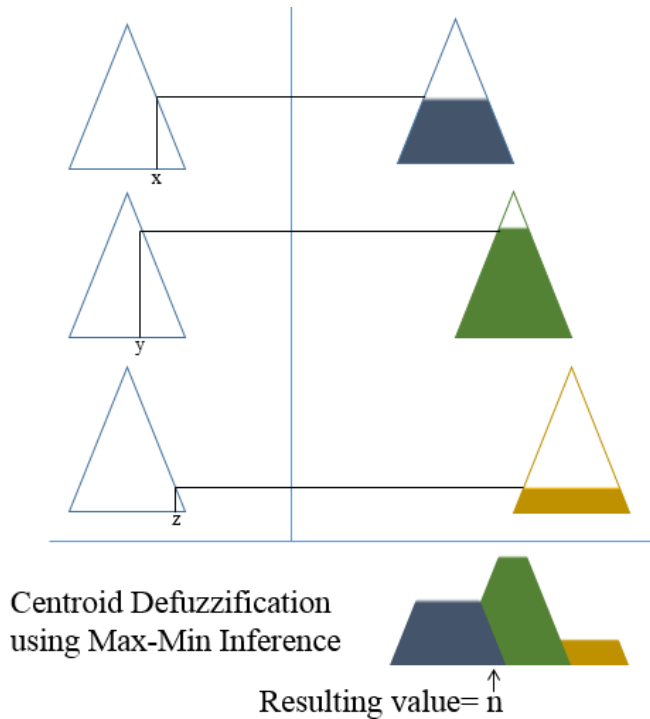 x
y
z
Centroid Defuzzification
using Max-Min Inference
Resulting value= n